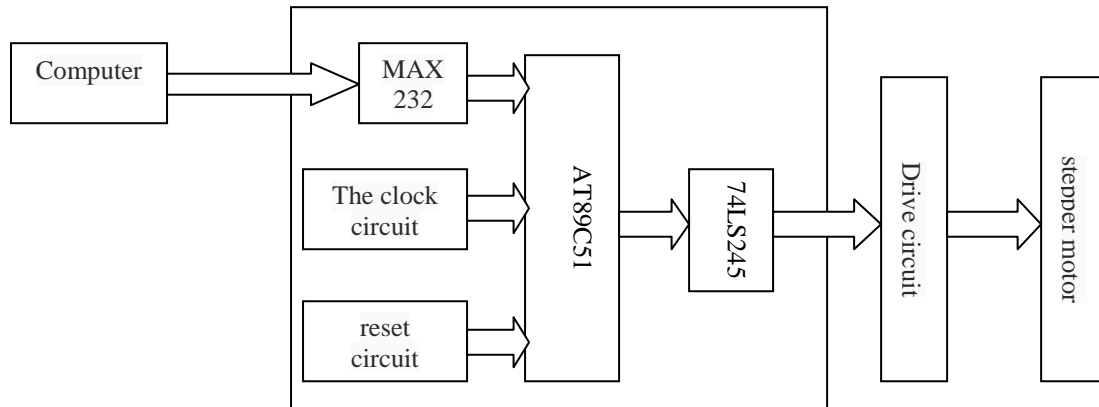 Computer
MAX
232
The clock
circuit
reset
circuit
AT89C51
74LS245
Drive circuit
stepper motor